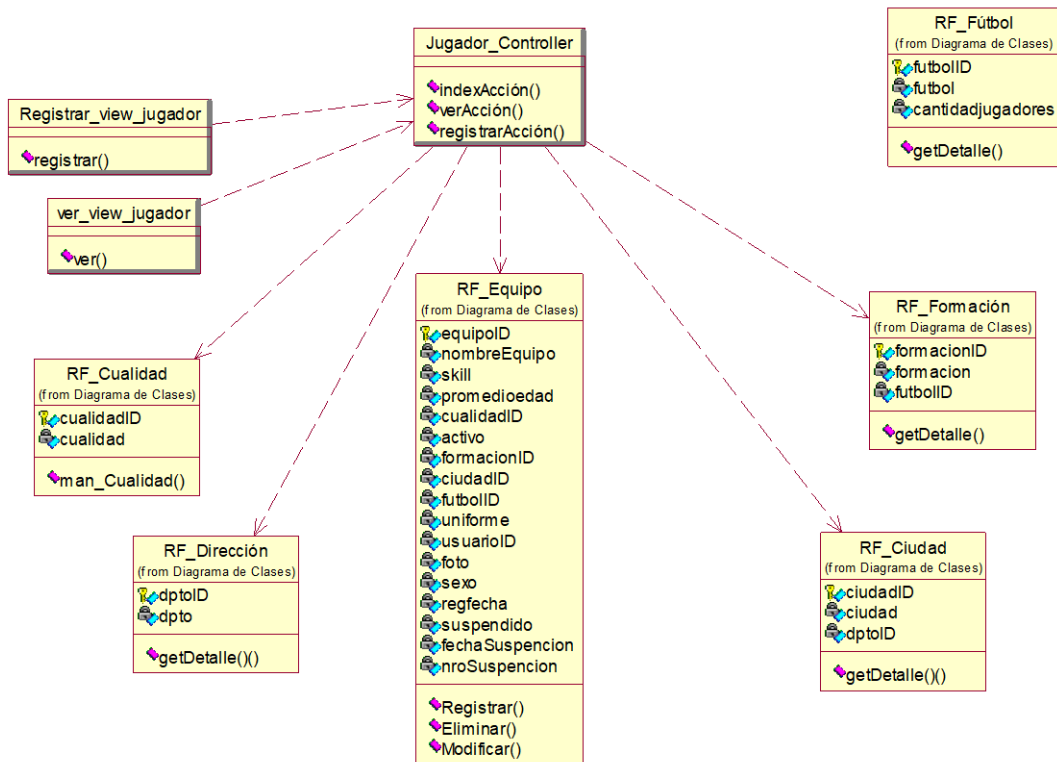 Jugador_Controller
indexAcción()
verAcción()
registrarAcción()
RF_Fútbol
(from Diagrama de Clases)
futbolID
futbol
cantidadjugadores
getDetalle()
Registrar_view_jugador
registrar()
ver_view_jugador
ver()
RF_Equipo
(from Diagrama de Clases)
equipoID
nombreEquipo
skill
promedioedad
cualidadID
activo
formacionID
ciudadID
futbolID
uniforme
usuarioID
foto
sexo
regfecha
suspendido
fechaSuspencion
nroSuspencion
Registrar()
Eliminar()
Modificar()
RF_Formación
(from Diagrama de Clases)
formacionID
formacion
futbolID
getDetalle()
RF_Cualidad
(from Diagrama de Clases)
cualidadID
cualidad
man_Cualidad()
RF_Dirección
(from Diagrama de Clases)
dptoID
dpto
getDetalle()()
RF_Ciudad
(from Diagrama de Clases)
ciudadID
ciudad
dptoID
getDetalle()()